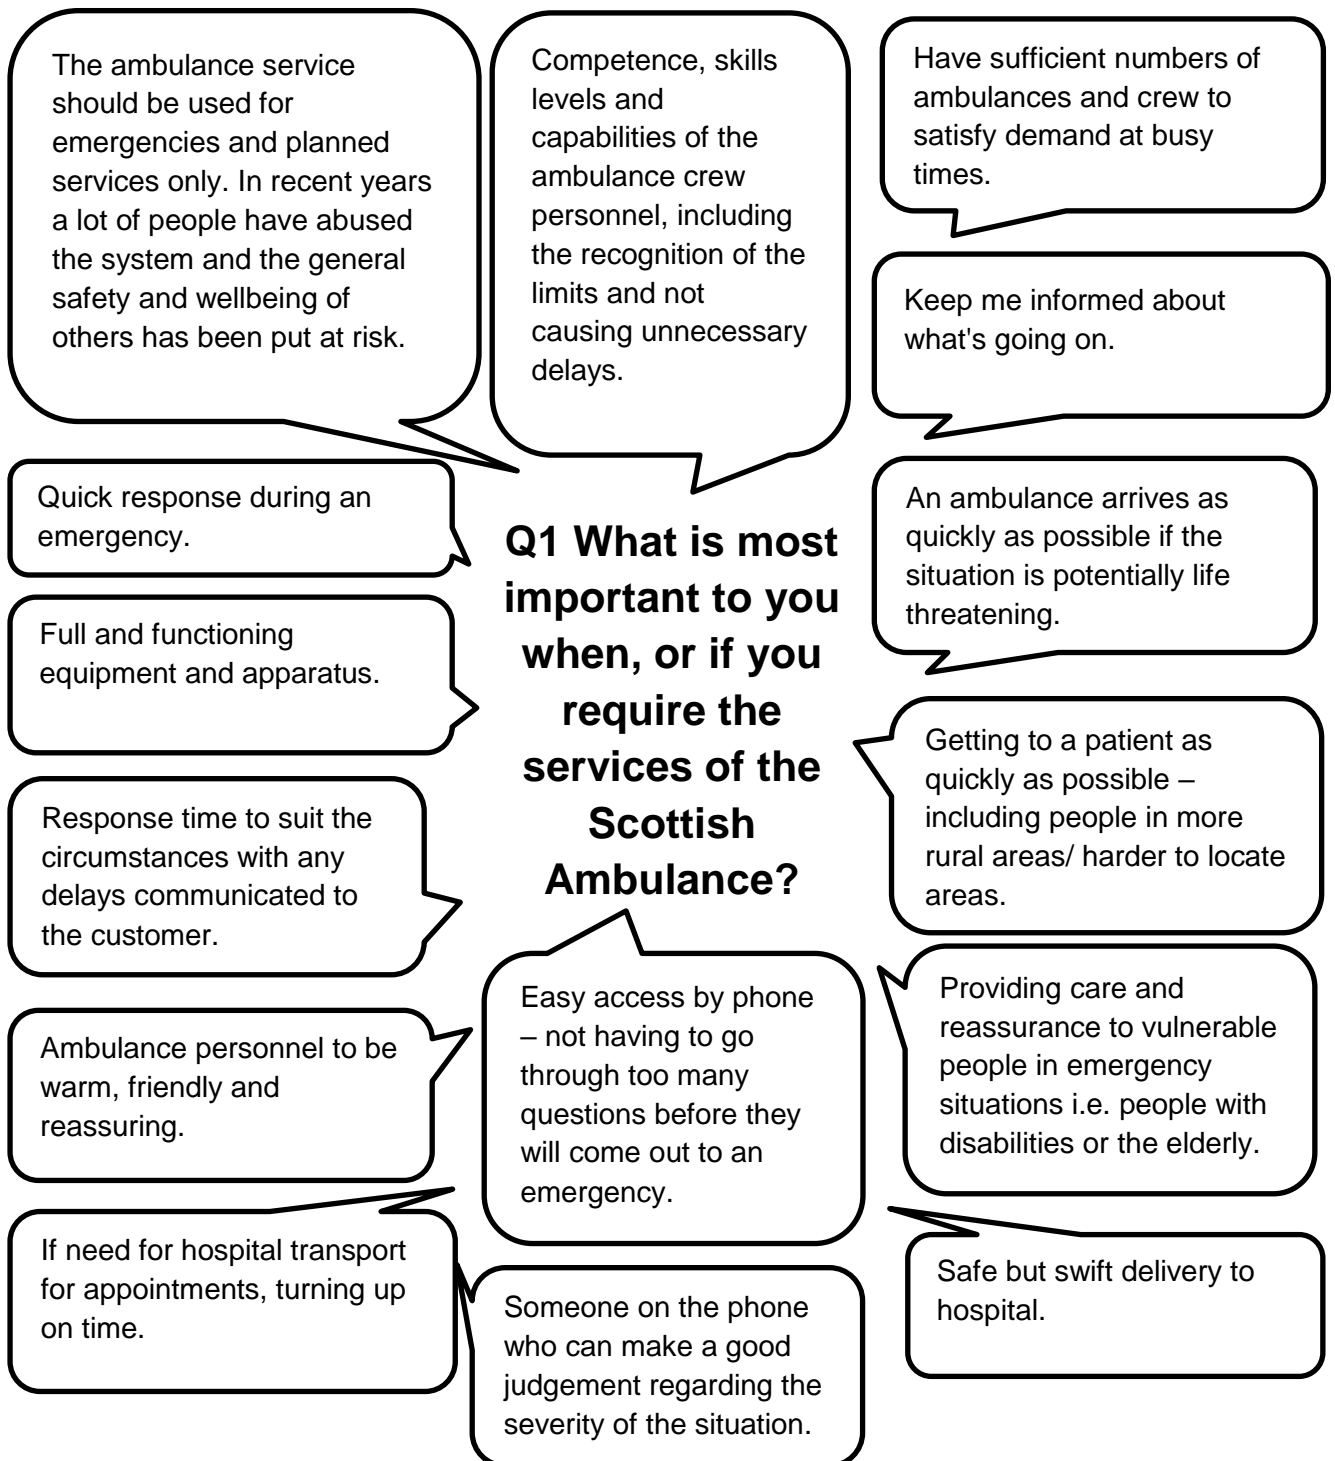 The ambulance service
should be used for
emergencies and planned
services only. In recent years
a lot of people have abused
the system and the general
safety and wellbeing of
others has been put at risk.
Competence, skills
levels and
capabilities of the
ambulance crew
personnel, including
the recognition of the
limits and not
causing unnecessary
delays.
Have sufficient numbers of
ambulances and crew to
satisfy demand at busy
times.
Keep me informed about
what's going on.
Quick response during an
emergency.
An ambulance arrives as
quickly as possible if the
situation is potentially life
threatening.
Q1 What is most
important to you
when, or if you
require the
services of the
Scottish
Ambulance?
Full and functioning
equipment and apparatus.
Getting to a patient as
quickly as possible –
including people in more
rural areas/ harder to locate
areas.
Response time to suit the
circumstances with any
delays communicated to
the customer.
Easy access by phone
– not having to go
through too many
questions before they
will come out to an
emergency.
Providing care and
reassurance to vulnerable
people in emergency
situations i.e. people with
disabilities or the elderly.
Ambulance personnel to be
warm, friendly and
reassuring.
If need for hospital transport
for appointments, turning up
on time.
Someone on the phone
who can make a good
judgement regarding the
severity of the situation.
Safe but swift delivery to
hospital.